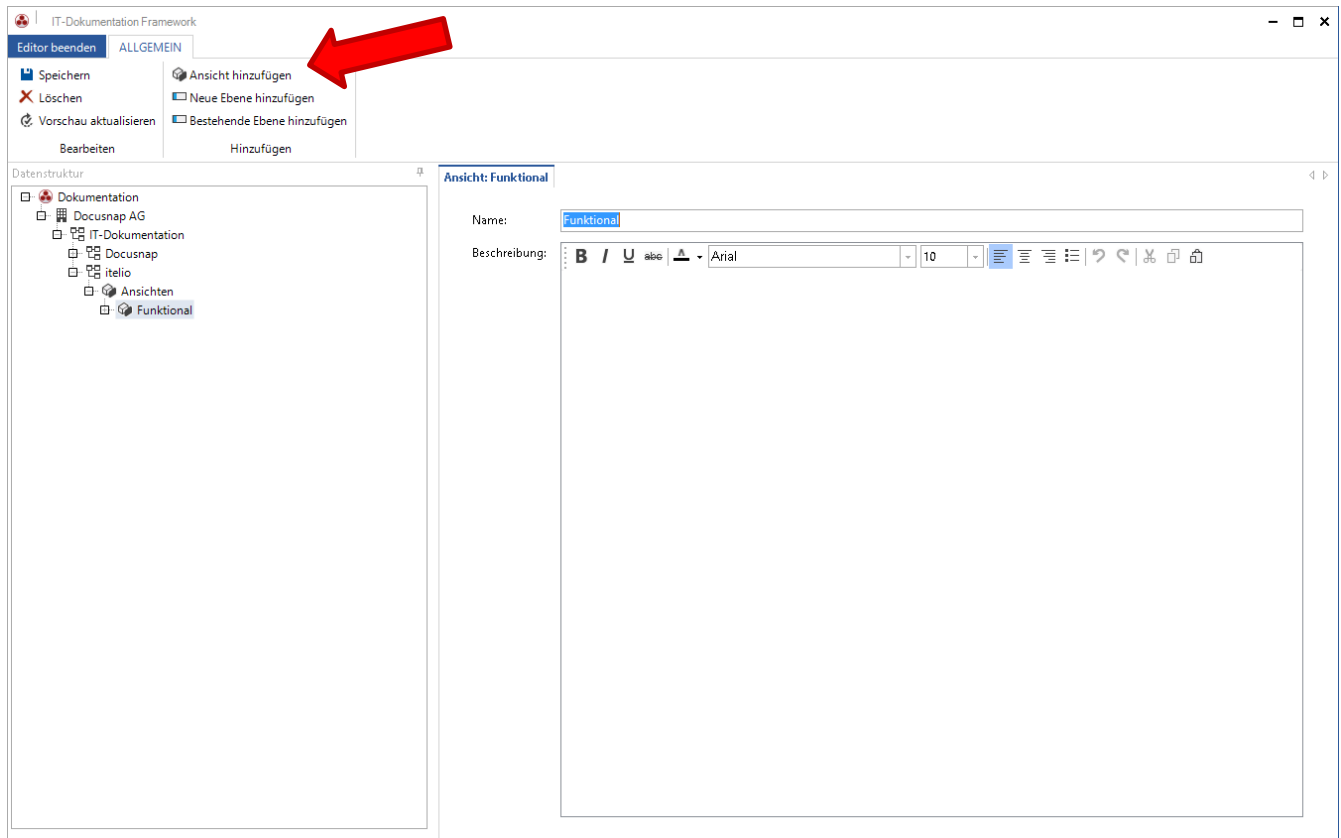 IT-Dokumentation Framework
Editor beenden ALLGEMEIN
Speichern
Löschen
Vorschau aktualisieren
Bearbeiten
Ansicht hinzufügen
Neue Ebene hinzufügen
Bestehende Ebene hinzufügen
Hinzufügen
Datenstruktur
Dokumentation
Docusnap AG
IT-Dokumentation
Docusnap
itelio
Ansichten
Funktional
Ansicht: Funktional
Name: Funktional
Beschreibung: B I U abc A Arial 10